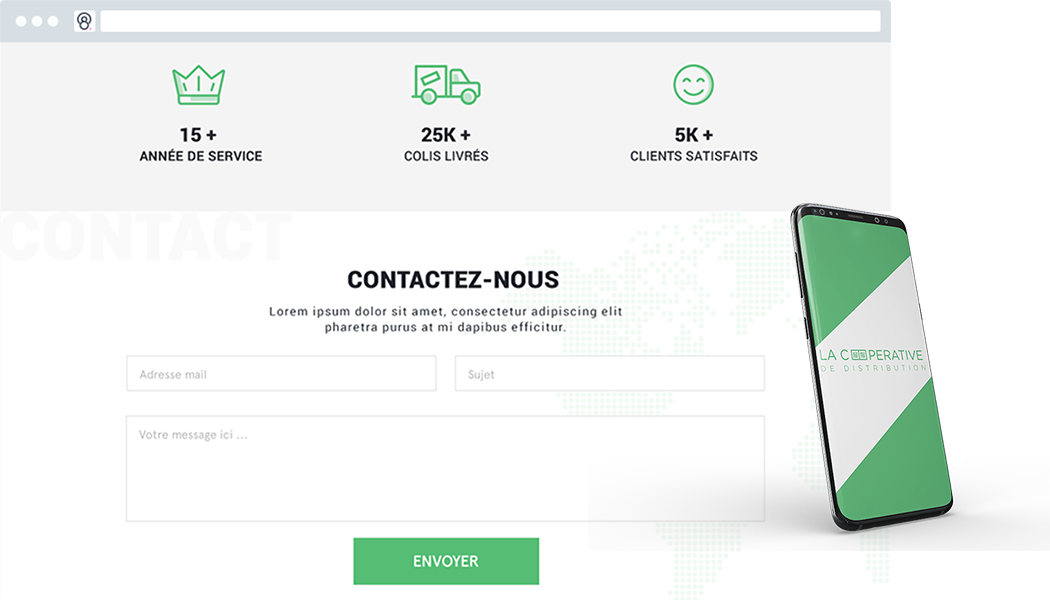 15 +
ANNÉE DE SERVICE
25K +
COLIS LIVRÉS
5K +
CLIENTS SATISFAITS
CONTACT
CONTACTEZ-NOUS
Lorem ipsum dolor sit amet, consectetur adipiscing elit
pharetra purus at mi dapibus efficitur.
Adresse mail
Sujet
Votre message ici ...
ENVOYER
LA COOPERATIVE
DE DISTRIBUTION